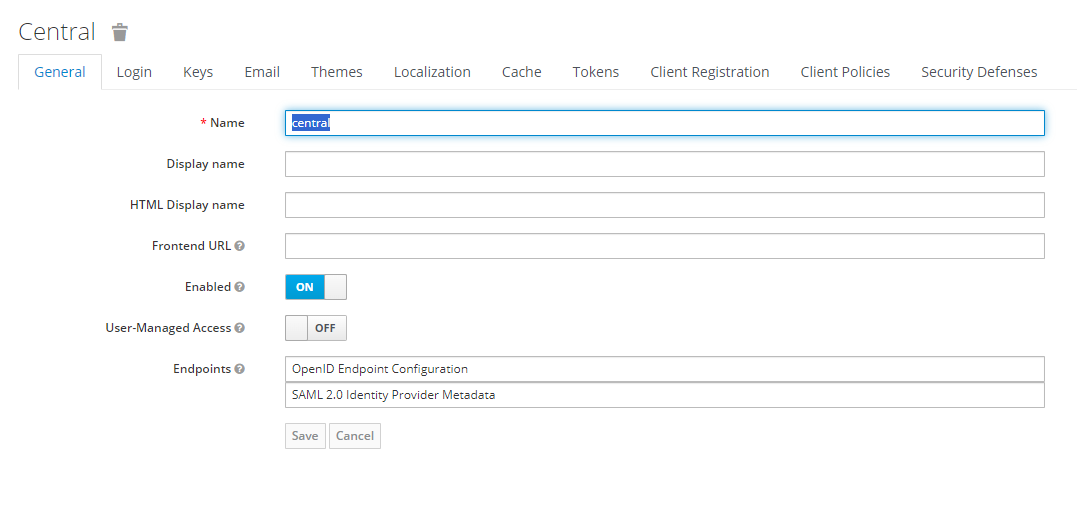 Central
General Login Keys Email Themes Localization Cache Tokens Client Registration Client Policies Security Defenses
* Name central
Display name
HTML Display name
Frontend URL ?
Enabled ? ON
User-Managed Access ? OFF
Endpoints ? OpenID Endpoint Configuration
SAML 2.0 Identity Provider Metadata
Save Cancel